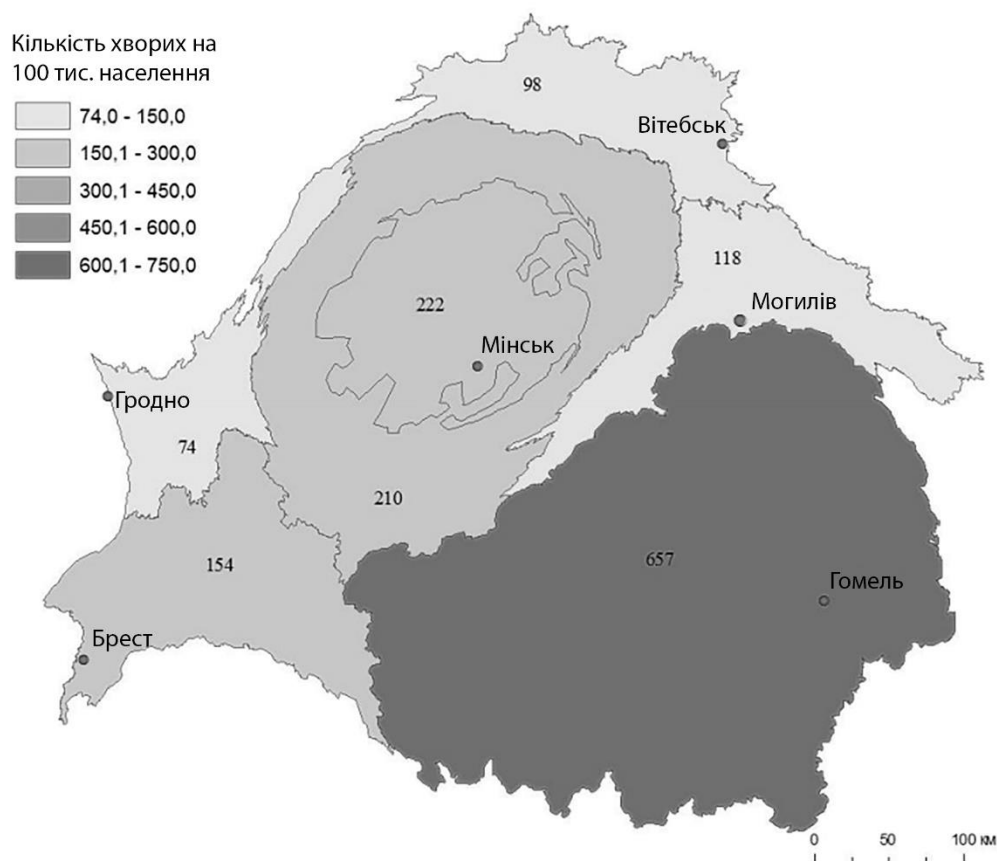 Кількість хворих на
100 тис. населення
74,0 - 150,0
150,1 - 300,0
300,1 - 450,0
450,1 - 600,0
600,1 - 750,0
98
Вітебськ
118
Могилів
222
Мінськ
Гродно
74
210
154
657
Гомель
Брест
0 50 100 км